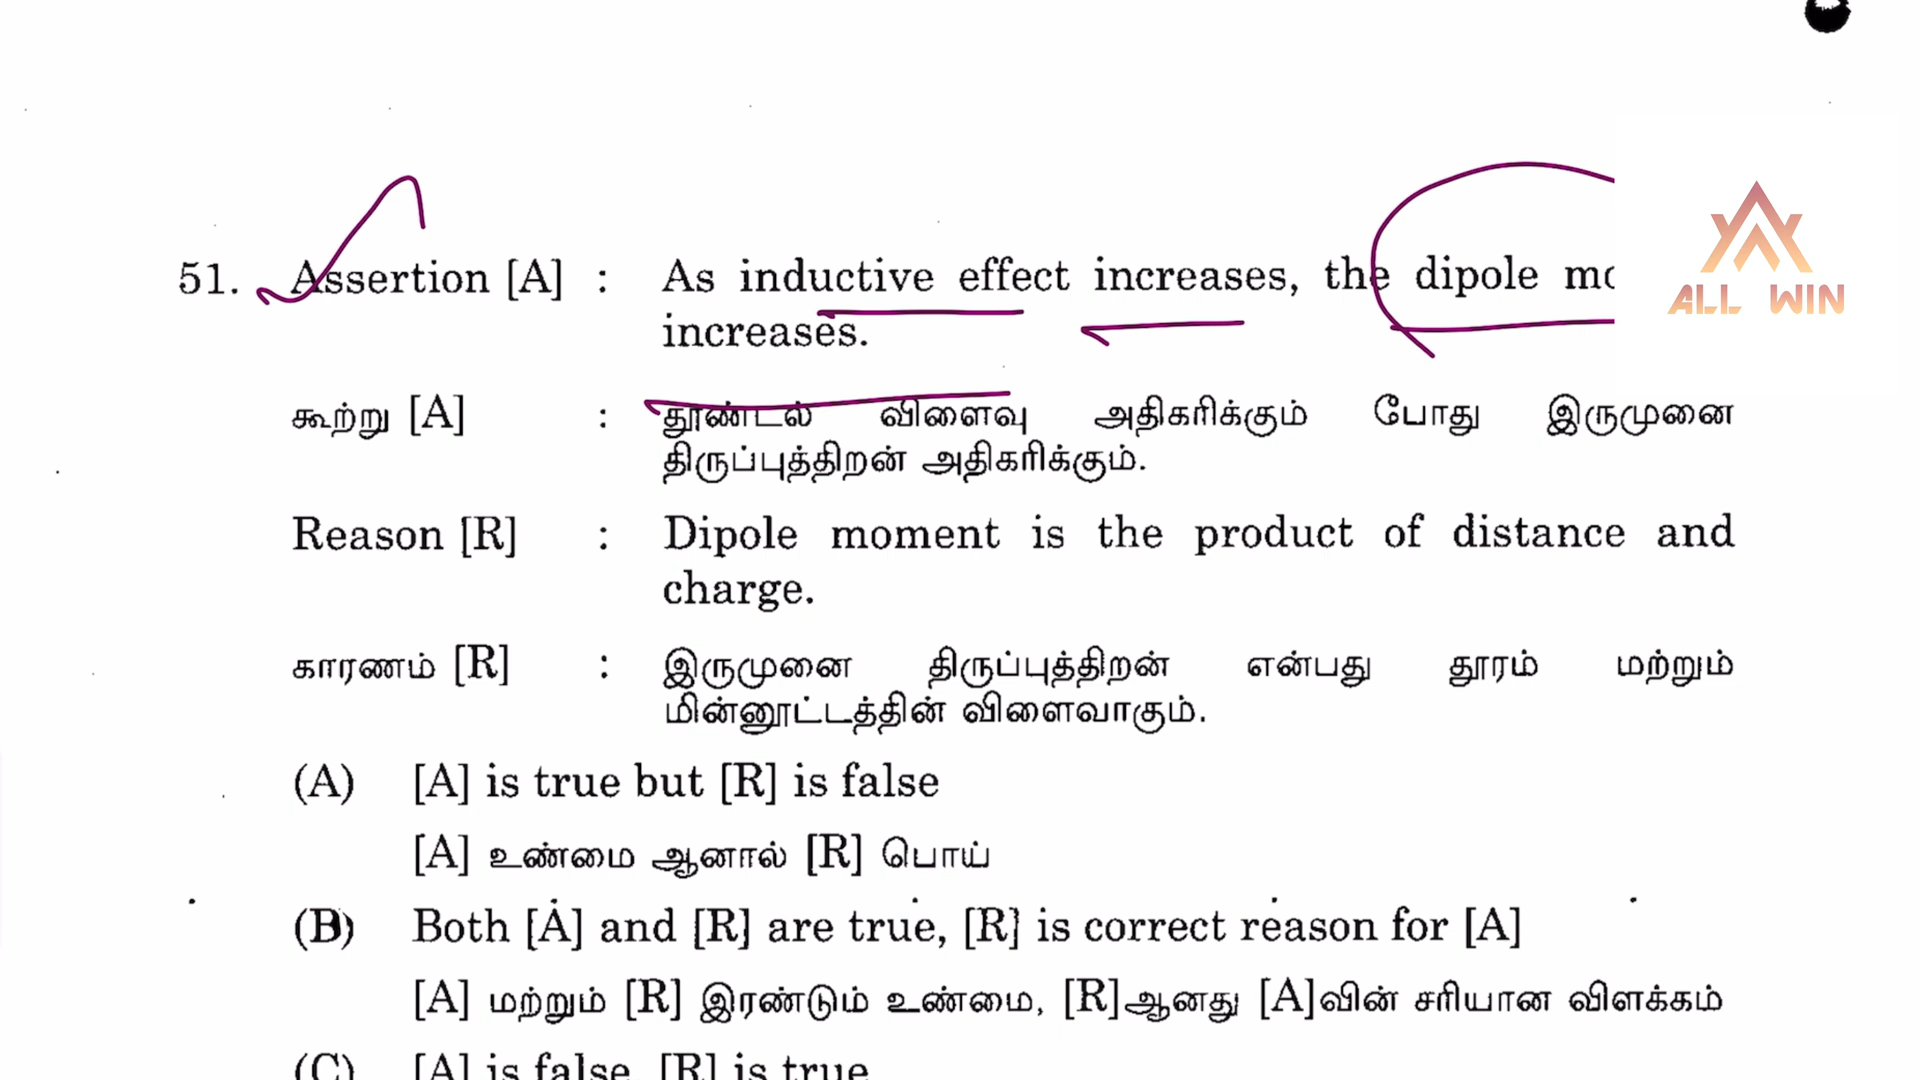 51. Assertion [A] : As inductive effect increases, the dipole
increases.
கூற்று [A] : தூண்டல் விளைவு அதிகரிக்கும் போது இருமுனை
திருப்புத்திறன் அதிகரிக்கும்.
Reason [R] : Dipole moment is the product of distance and
charge.
காரணம் [R] : இருமுனை திருப்புத்திறன் என்பது தூரம் மற்றும்
மின்னூட்டத்தின் விளைவாகும்.
(A) [A] is true but [R] is false
[A] உண்மை ஆனால் [R] பொய்
(B) Both [A] and [R] are true, [R] is correct reason for [A]
[A] மற்றும் [R] இரண்டும் உண்மை, [R]ஆனது [A]வின் சரியான விளக்கம்
(C) [A] is false, [R] is true
ALL WIN